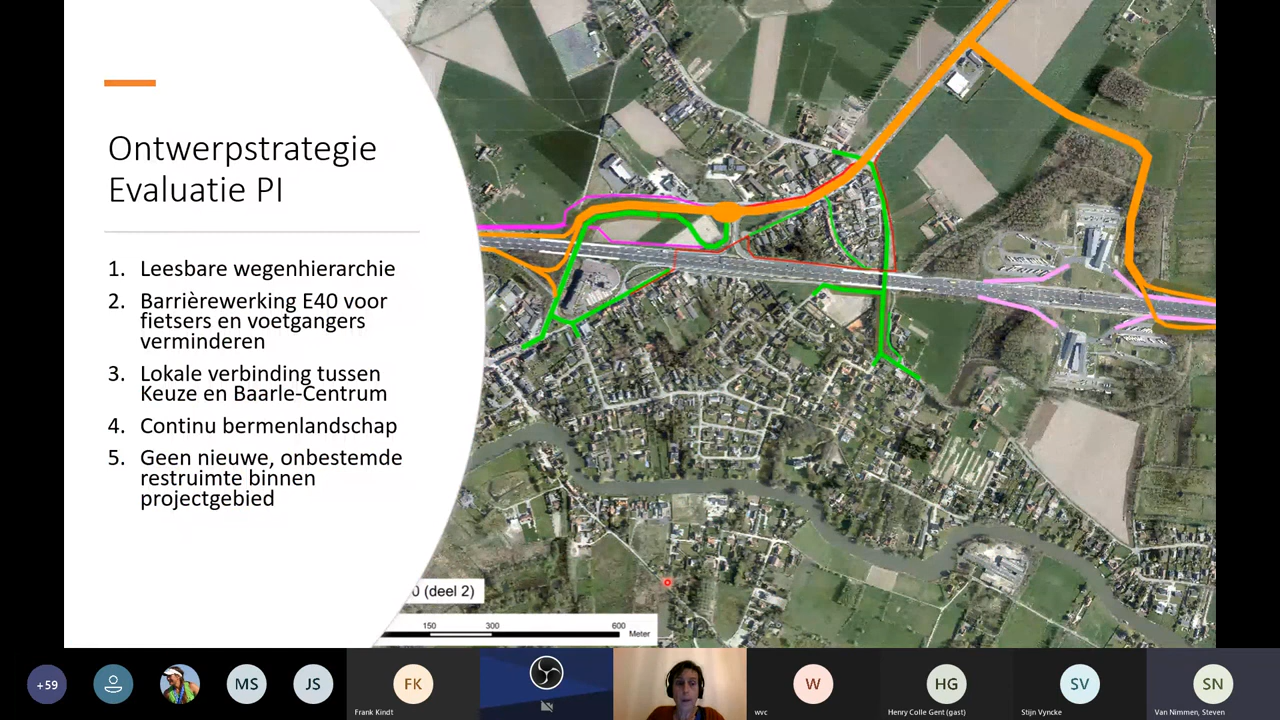 Ontwerpstrategie
Evaluatie PI
1. Leesbare wegenhierarchie
2. Barrièrewerking E40 voor
fietsers en voetgangers
verminderen
3. Lokale verbinding tussen
Keuze en Baarle-Centrum
4. Continu bermenlandschap
5. Geen nieuwe, onbestemde
restruimte binnen
projectgebied
0 (deel 2)
150 300 600
Meter
+59
MS
JS
FK
W
HG
SV
SN
Frank Kindt
wvc
Henry Colle Gent (gast)
Stijn Vyncke
Van Nimmen, Steven